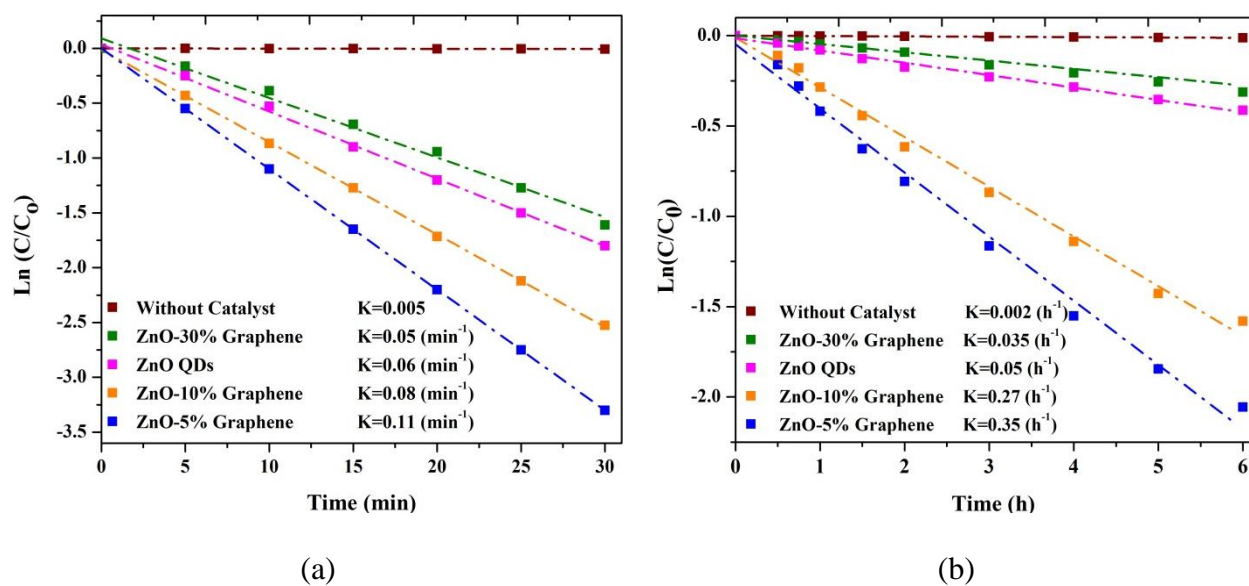 0.0
-0.5
-1.0
-1.5
-2.0
-2.5
-3.0
-3.5
Ln (C/Cₒ)
Without Catalyst K=0.005
ZnO-30% Graphene K=0.05 (min⁻¹)
ZnO QDs K=0.06 (min⁻¹)
ZnO-10% Graphene K=0.08 (min⁻¹)
ZnO-5% Graphene K=0.11 (min⁻¹)
0 5 10 15 20 25 30
Time (min)
(a)
0.0
-0.5
-1.0
-1.5
-2.0
Ln(C/C₀)
Without Catalyst K=0.002 (h⁻¹)
ZnO-30% Graphene K=0.035 (h⁻¹)
ZnO QDs K=0.05 (h⁻¹)
ZnO-10% Graphene K=0.27 (h⁻¹)
ZnO-5% Graphene K=0.35 (h⁻¹)
0 1 2 3 4 5 6
Time (h)
(b)